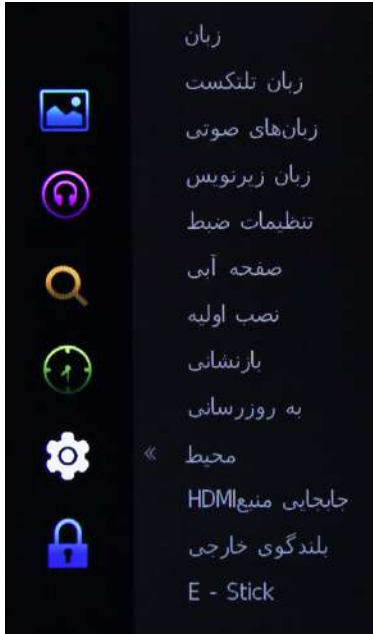 زبان
زبان تلتکست
زبان‌های صوتی
زبان زیرنویس
تنظیمات ضبط
صفحه آبی
نصب اولیه
بازنشانی
به روزرسانی
محیط »
جابجایی منبعHDMI
بلندگوی خارجی
E - Stick